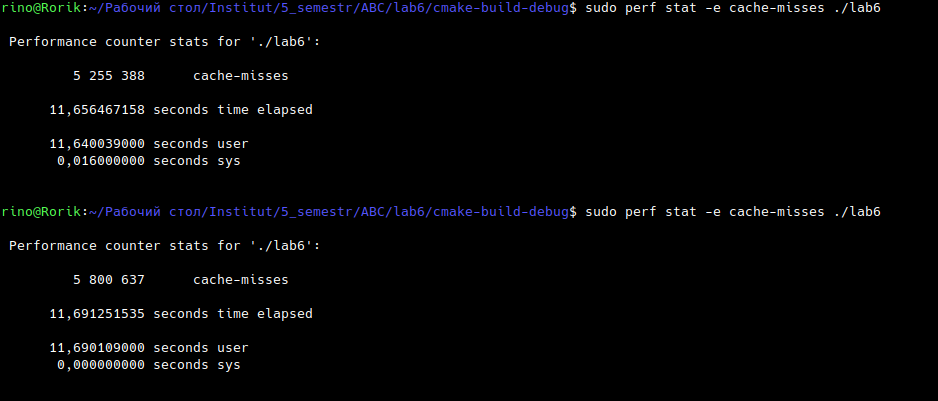 rino@Rorik:~/Рабочий стол/Institut/5_semestr/ABC/lab6/cmake-build-debug$ sudo perf stat -e cache-misses ./lab6
Performance counter stats for './lab6':
5 255 388 cache-misses
11,656467158 seconds time elapsed
11,640039000 seconds user
0,016000000 seconds sys
rino@Rorik:~/Рабочий стол/Institut/5_semestr/ABC/lab6/cmake-build-debug$ sudo perf stat -e cache-misses ./lab6
Performance counter stats for './lab6':
5 800 637 cache-misses
11,691251535 seconds time elapsed
11,690109000 seconds user
0,000000000 seconds sys